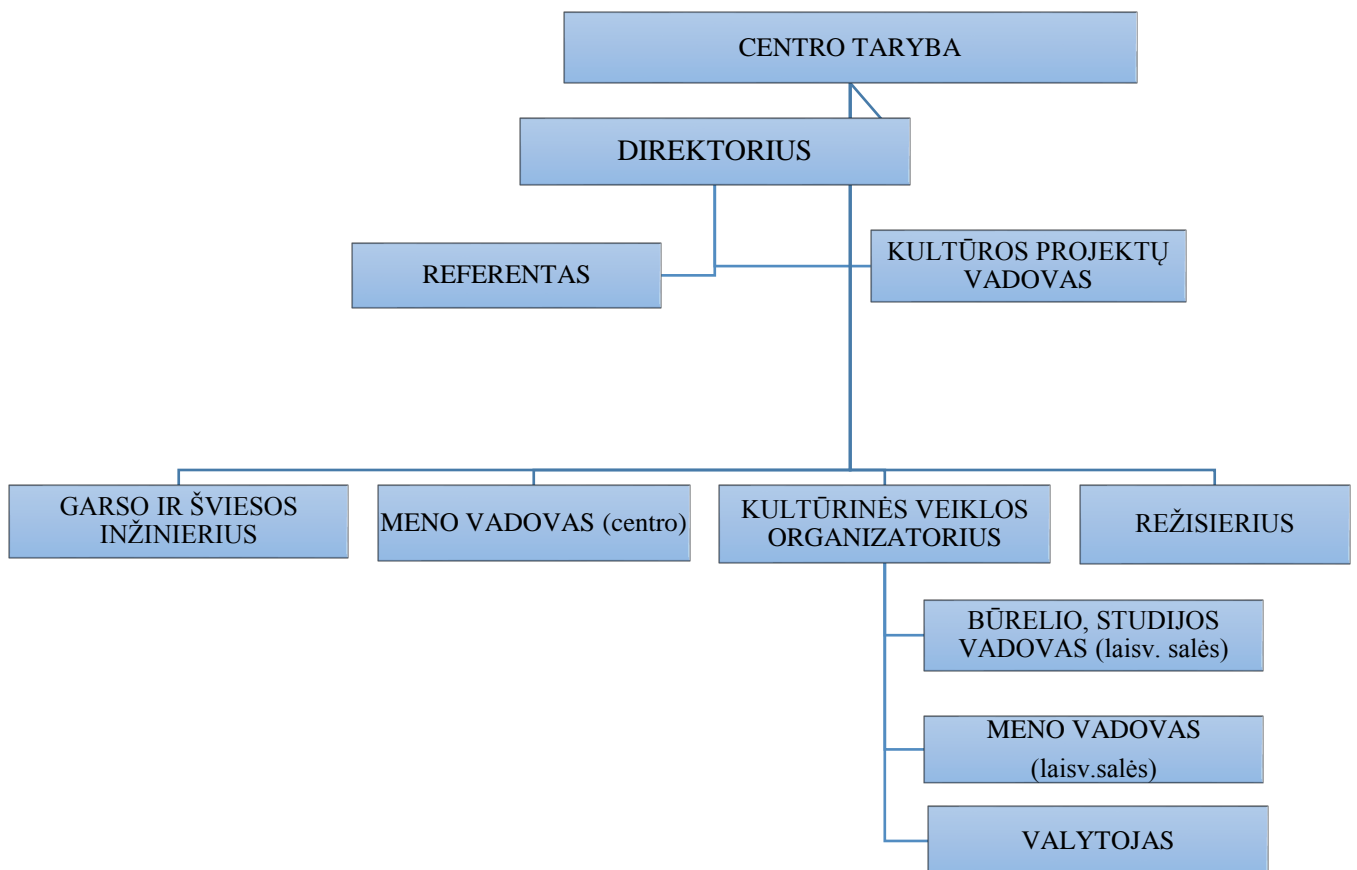 CENTRO TARYBA
DIREKTORIUS
REFERENTAS
KULTŪROS PROJEKTŲ
VADOVAS
GARSO IR ŠVIESOS
INŽINIERIUS
MENO VADOVAS (centro)
KULTŪRINĖS VEIKLOS
ORGANIZATORIUS
REŽISIERIUS
BŪRELIO, STUDIJOS
VADOVAS (laisv. salės)
MENO VADOVAS
(laisv.salės)
VALYTOJAS